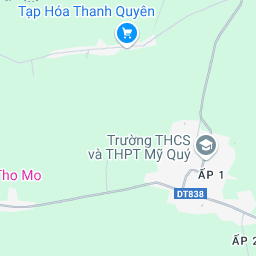 Tạp Hóa Thanh Quyên
Trường THCS
và THPT Mỹ Quý
ẤP 1
Tho Mo
DT838
ẤP 2